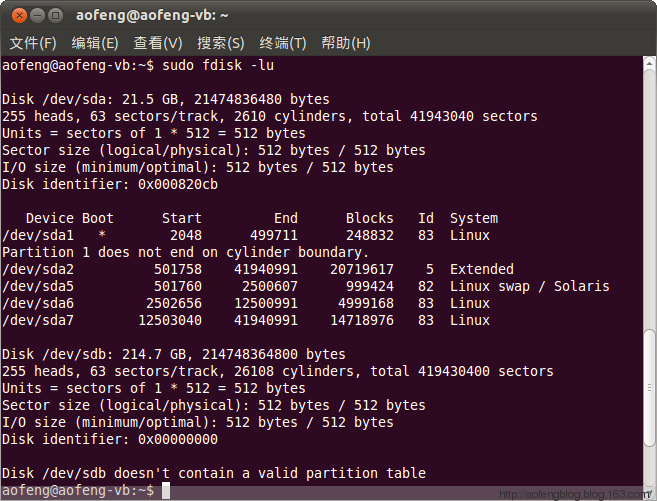 aofeng@aofeng-vb: ~
文件(F) 编辑(E) 查看(V) 搜索(S) 终端(T) 帮助(H)
aofeng@aofeng-vb:~$ sudo fdisk -lu
Disk /dev/sda: 21.5 GB, 21474836480 bytes
255 heads, 63 sectors/track, 2610 cylinders, total 41943040 sectors
Units = sectors of 1 * 512 = 512 bytes
Sector size (logical/physical): 512 bytes / 512 bytes
I/O size (minimum/optimal): 512 bytes / 512 bytes
Disk identifier: 0x000820cb
   Device Boot      Start         End      Blocks   Id  System
/dev/sda1   *        2048      499711      248832   83  Linux
Partition 1 does not end on cylinder boundary.
/dev/sda2          501758    41940991    20719617    5  Extended
/dev/sda5          501760     2500607      999424   82  Linux swap / Solaris
/dev/sda6         2502656    12500991     4999168   83  Linux
/dev/sda7        12503040    41940991    14718976   83  Linux
Disk /dev/sdb: 214.7 GB, 214748364800 bytes
255 heads, 63 sectors/track, 26108 cylinders, total 419430400 sectors
Units = sectors of 1 * 512 = 512 bytes
Sector size (logical/physical): 512 bytes / 512 bytes
I/O size (minimum/optimal): 512 bytes / 512 bytes
Disk identifier: 0x00000000
Disk /dev/sdb doesn't contain a valid partition table
aofeng@aofeng-vb:~$
http://aofengblog.blog.163.com/